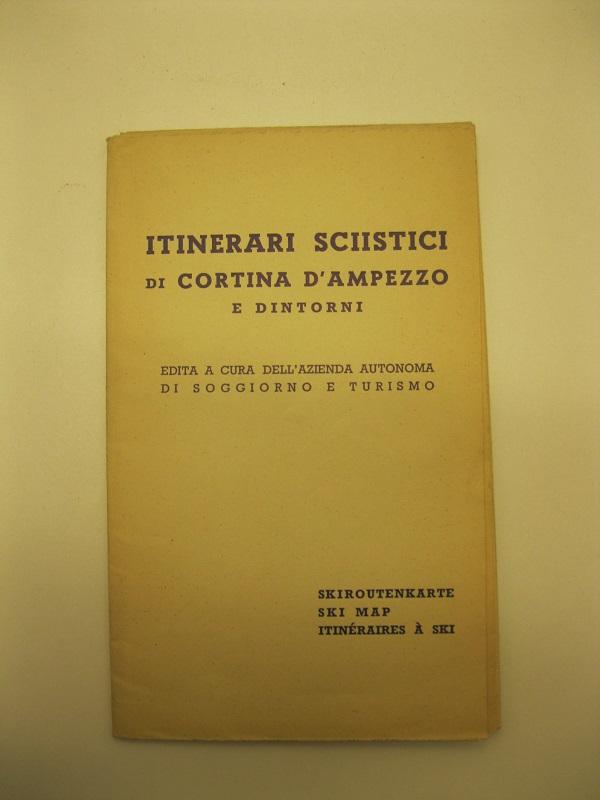 ITINERARI SCIISTICI
DI CORTINA D'AMPEZZO
E DINTORNI
EDITA A CURA DELL'AZIENDA AUTONOMA
DI SOGGIORNO E TURISMO
SKIROUTENKARTE
SKI MAP
ITINÉRAIRES À SKI